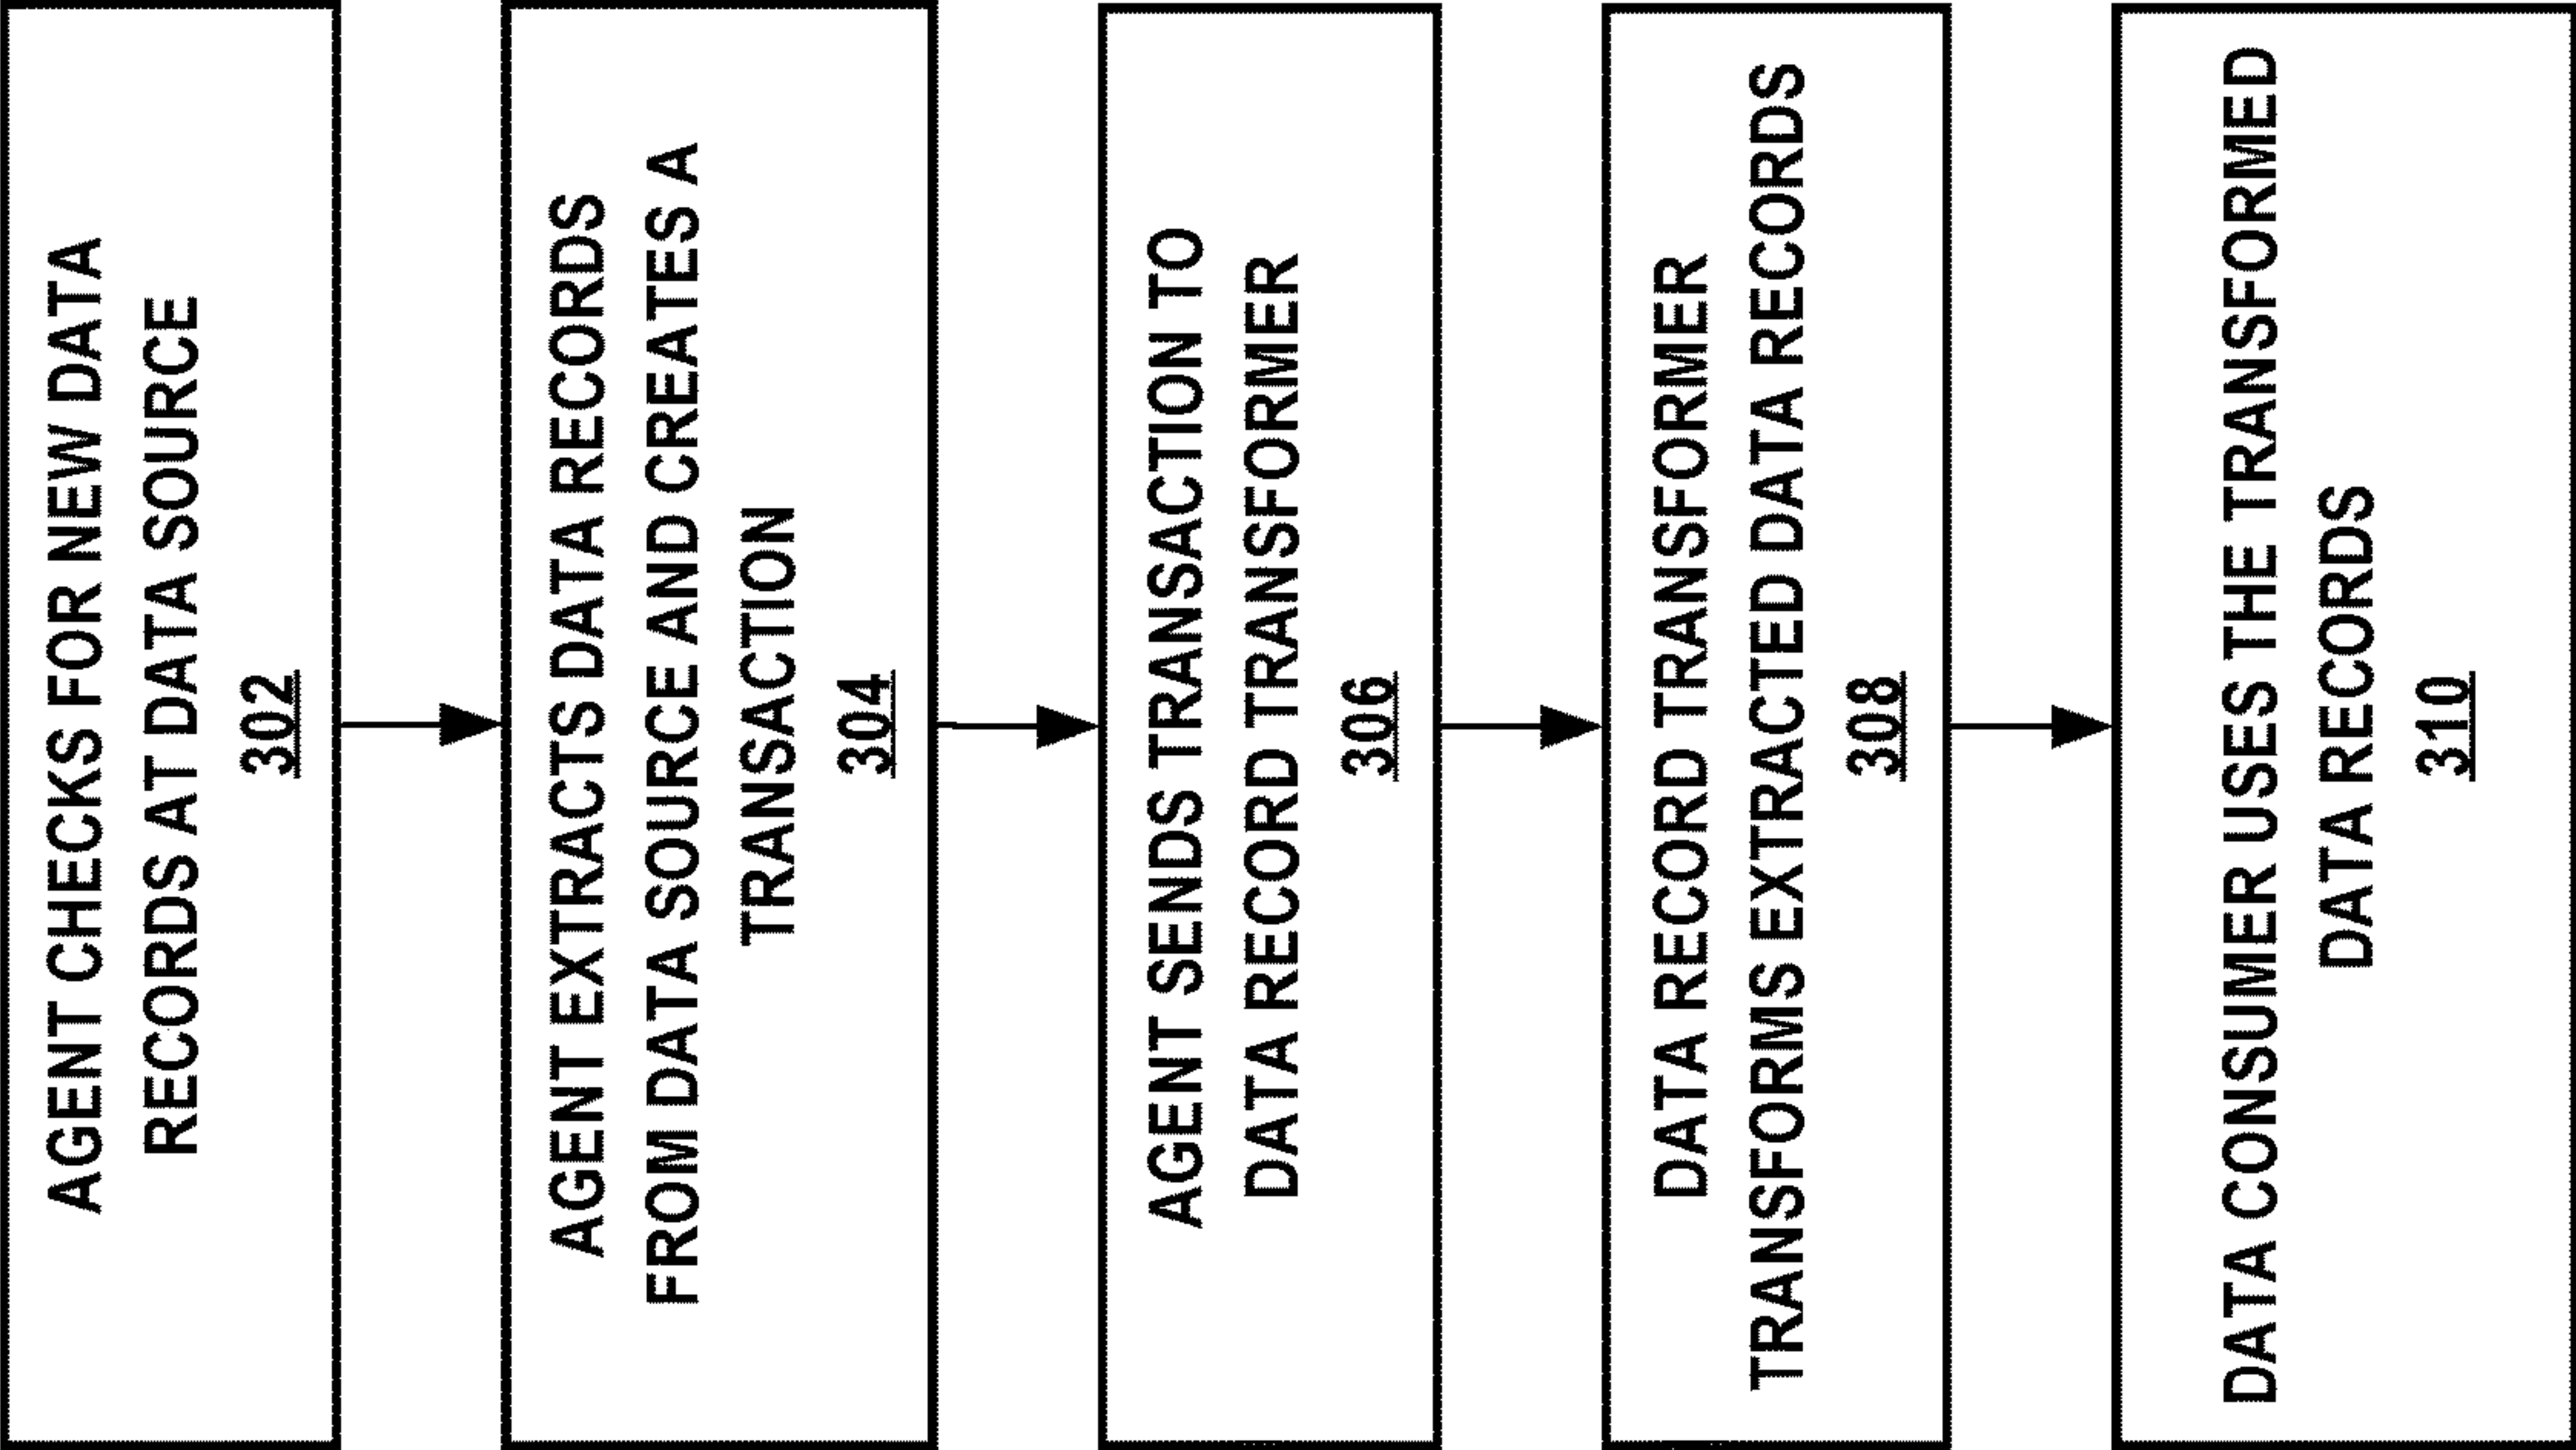 AGENT CHECKS FOR NEW DATA
RECORDS AT DATA SOURCE
302
AGENT EXTRACTS DATA RECORDS
FROM DATA SOURCE AND CREATES A
TRANSACTION
304
AGENT SENDS TRANSACTION TO
DATA RECORD TRANSFORMER
306
DATA RECORD TRANSFORMER
TRANSFORMS EXTRACTED DATA RECORDS
308
DATA CONSUMER USES THE TRANSFORMED
DATA RECORDS
310